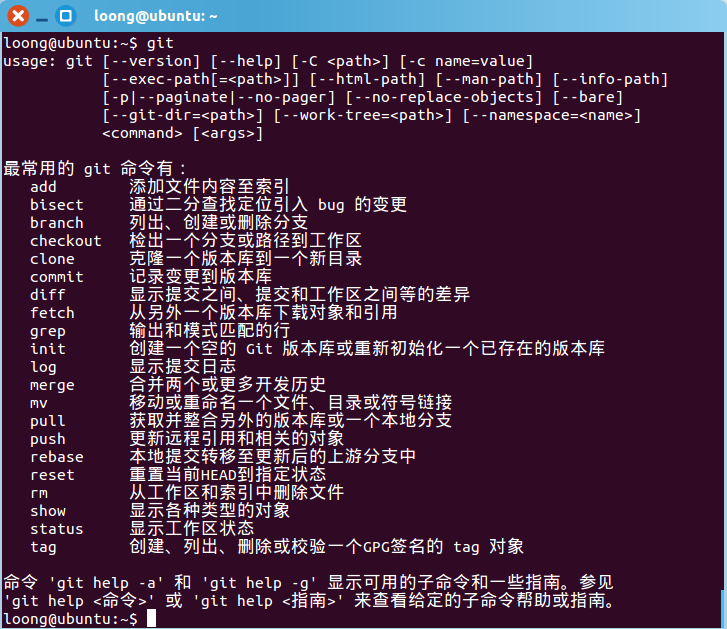 loong@ubuntu: ~
loong@ubuntu:~$ git
usage: git [--version] [--help] [-C <path>] [-c name=value]
           [--exec-path[=<path>]] [--html-path] [--man-path] [--info-path]
           [-p|--paginate|--no-pager] [--no-replace-objects] [--bare]
           [--git-dir=<path>] [--work-tree=<path>] [--namespace=<name>]
           <command> [<args>]
最常用的 git 命令有：
   add        添加文件内容至索引
   bisect     通过二分查找定位引入 bug 的变更
   branch     列出、创建或删除分支
   checkout   检出一个分支或路径到工作区
   clone      克隆一个版本库到一个新目录
   commit     记录变更到版本库
   diff       显示提交之间、提交和工作区之间等的差异
   fetch      从另外一个版本库下载对象和引用
   grep       输出和模式匹配的行
   init       创建一个空的 Git 版本库或重新初始化一个已存在的版本库
   log        显示提交日志
   merge      合并两个或更多开发历史
   mv         移动或重命名一个文件、目录或符号链接
   pull       获取并整合另外的版本库或一个本地分支
   push       更新远程引用和相关的对象
   rebase     本地提交转移至更新后的上游分支中
   reset      重置当前HEAD到指定状态
   rm         从工作区和索引中删除文件
   show       显示各种类型的对象
   status     显示工作区状态
   tag        创建、列出、删除或校验一个GPG签名的 tag 对象
命令 'git help -a' 和 'git help -g' 显示可用的子命令和一些指南。参见
'git help <命令>' 或 'git help <指南>' 来查看给定的子命令帮助或指南。
loong@ubuntu:~$